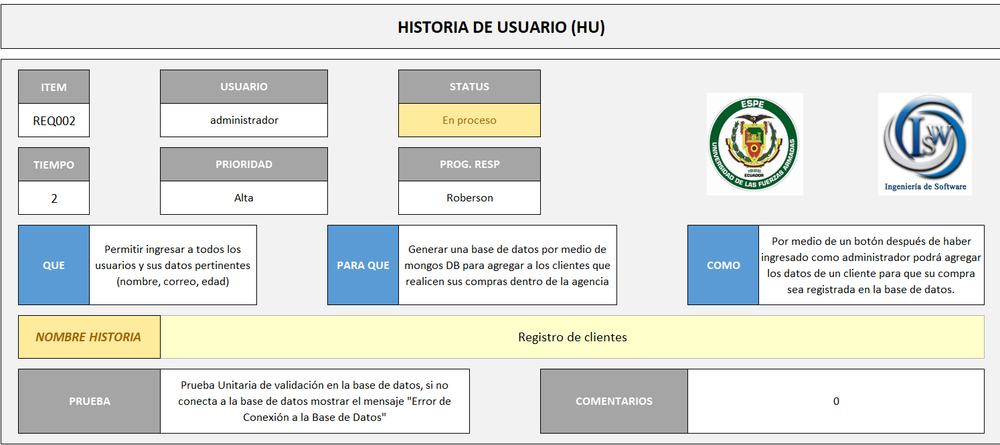 HISTORIA DE USUARIO (HU)
ITEM
USUARIO
STATUS
REQ002
administrador
En proceso
TIEMPO
PRIORIDAD
PROG. RESP
2
Alta
Roberson
ESPE
UNIVERSIDAD DE LAS FUERZAS ARMADAS
1922
ECUADOR
ISW
Ingeniería de Software
QUE
Permitir ingresar a todos los
usuarios y sus datos pertinentes
(nombre, correo, edad)
PARA QUE
Generar una base de datos por medio de
mongos DB para agregar a los clientes que
realicen sus compras dentro de la agencia
COMO
Por medio de un botón después de haber
ingresado como administrador podrá agregar
los datos de un cliente para que su compra
sea registrada en la base de datos.
NOMBRE HISTORIA
Registro de clientes
PRUEBA
Prueba Unitaria de validación en la base de datos, si no
conecta a la base de datos mostrar el mensaje "Error de
Conexión a la Base de Datos"
COMENTARIOS
0